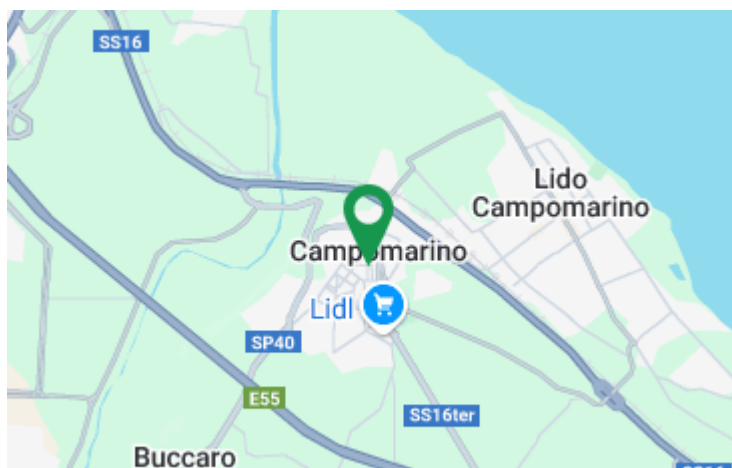 SS16
Lido
Campomarino
Campomarino
Lidl
SP40
E55
SS16ter
Buccaro